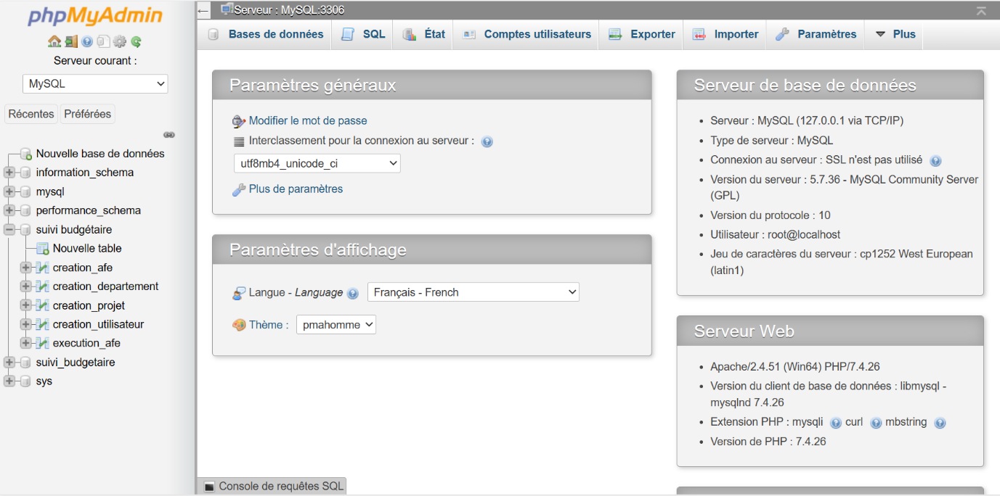 phpMyAdmin
Serveur courant :
MySQL
Récentes Préférées
Nouvelle base de données
information_schema
mysql
performance_schema
suivi budgétaire
Nouvelle table
creation_afe
creation_departement
creation_projet
creation_utilisateur
execution_afe
suivi_budgetaire
sys
Serveur : MySQL:3306
Bases de données SQL État Comptes utilisateurs Exporter Importer Paramètres Plus
Paramètres généraux
Modifier le mot de passe
Interclassement pour la connexion au serveur :
utf8mb4_unicode_ci
Plus de paramètres
Paramètres d'affichage
Langue - Language Français - French
Thème : pmahomme
Serveur de base de données
Serveur : MySQL (127.0.0.1 via TCP/IP)
Type de serveur : MySQL
Connexion au serveur : SSL n'est pas utilisé
Version du serveur : 5.7.36 - MySQL Community Server
(GPL)
Version du protocole : 10
Utilisateur : root@localhost
Jeu de caractères du serveur : cp1252 West European
(latin1)
Serveur Web
Apache/2.4.51 (Win64) PHP/7.4.26
Version du client de base de données : libmysql -
mysqlnd 7.4.26
Extension PHP : mysqli curl mbstring
Version de PHP : 7.4.26
Console de requêtes SQL